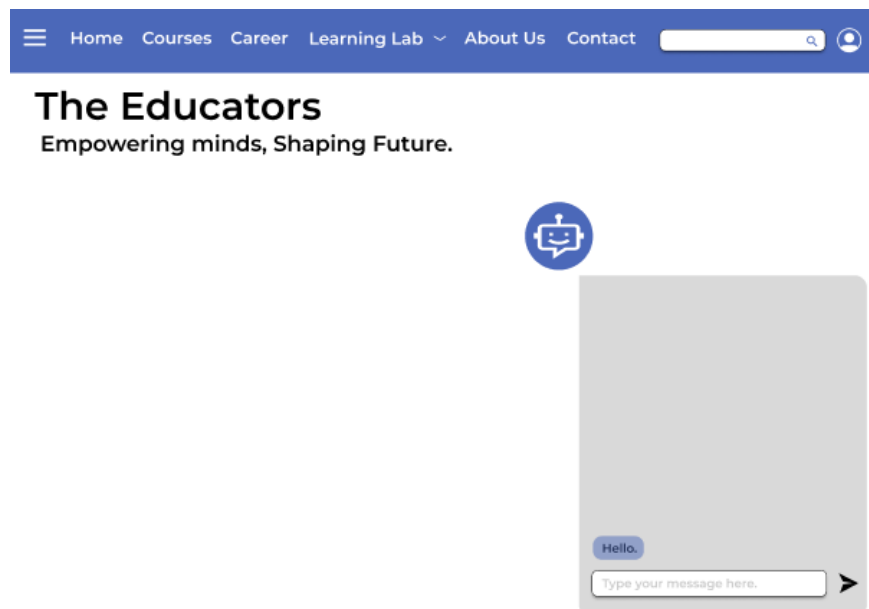 Home Courses Career Learning Lab About Us Contact
The Educators
Empowering minds, Shaping Future.
Hello.
Type your message here.